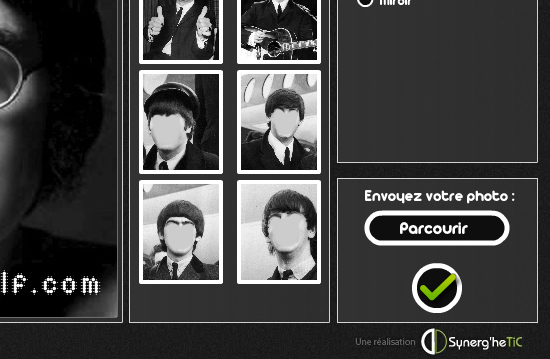 miroir
Envoyez votre photo :
Parcourir
lf.com
Une réalisation Synerg'heTiC